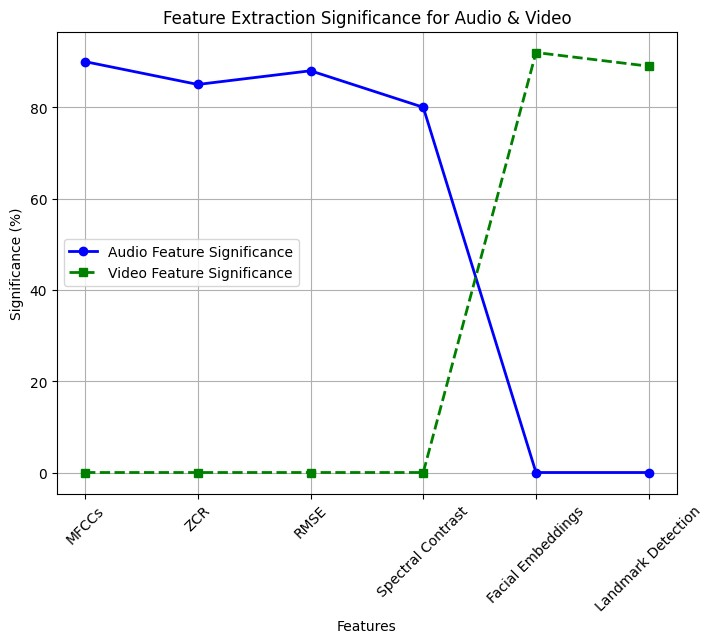 Feature Extraction Significance for Audio & Video
Significance (%)
80
60
40
20
0
Audio Feature Significance
Video Feature Significance
MFCCs
ZCR
RMSE
Spectral Contrast
Facial Embeddings
Landmark Detection
Features